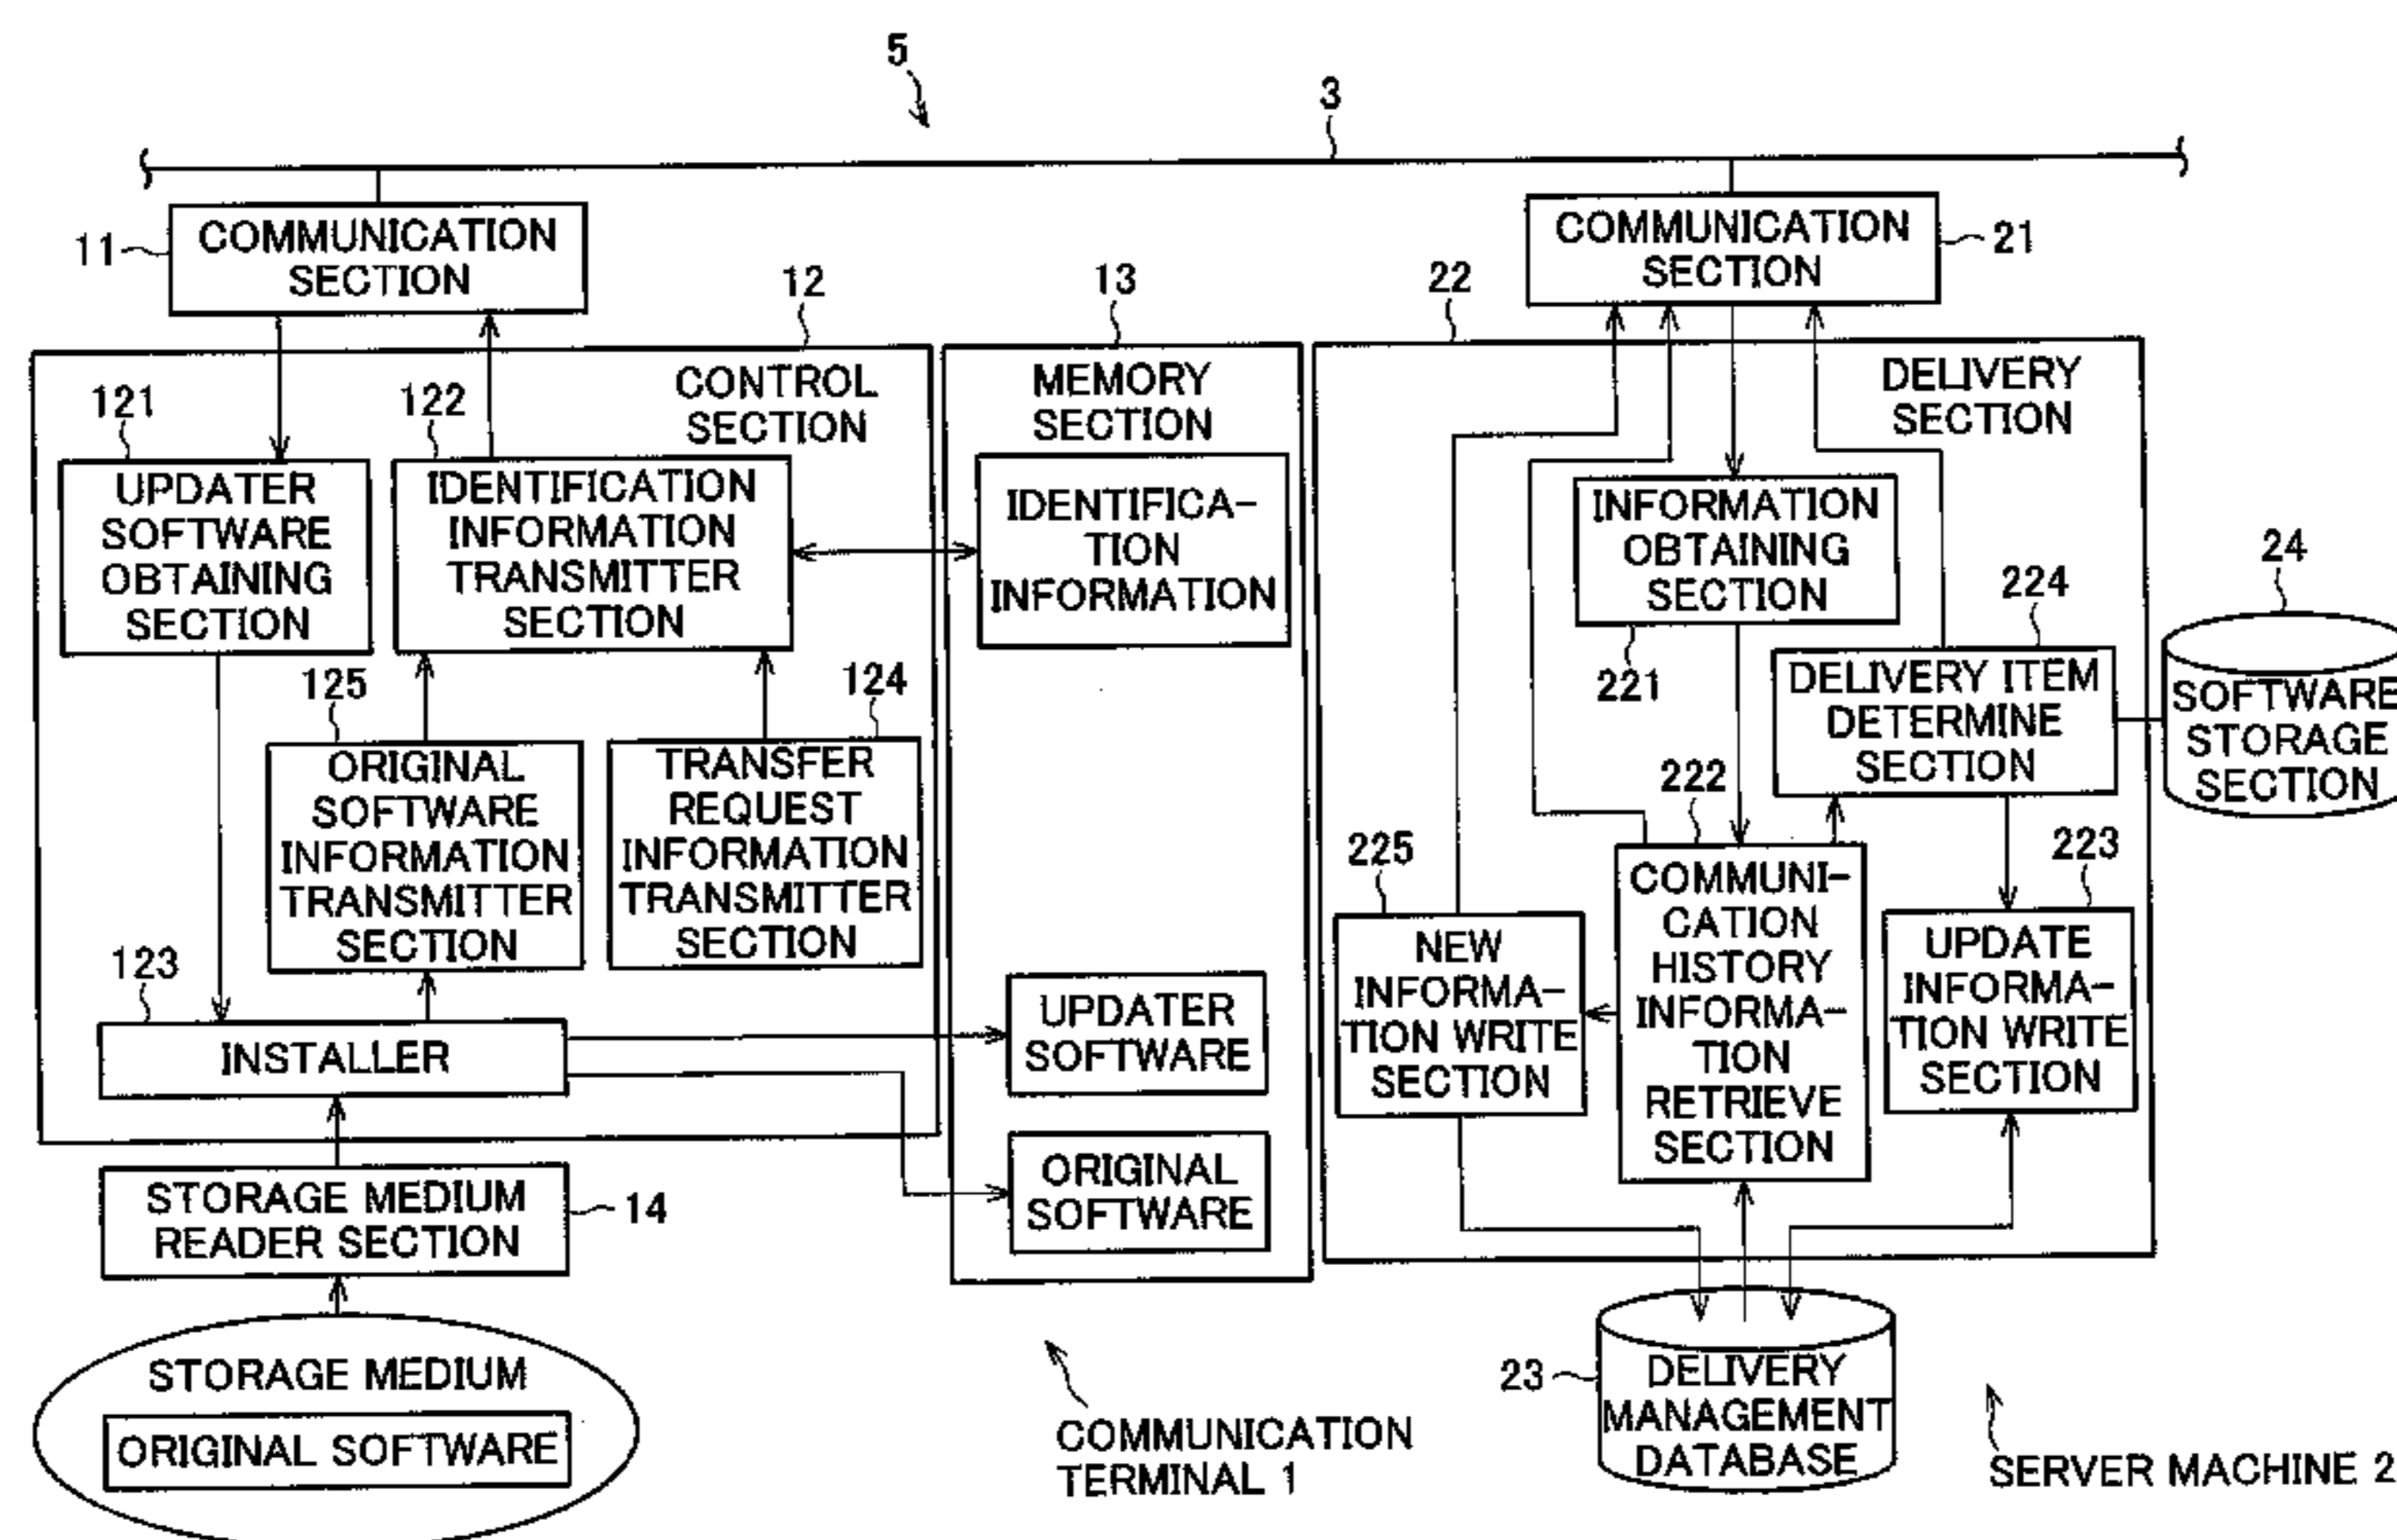 5
3
COMMUNICATION
SECTION
11
12
13
22
COMMUNICATION
SECTION
21
CONTROL
SECTION
MEMORY
SECTION
DELIVERY
SECTION
121
UPDATER
SOFTWARE
OBTAINING
SECTION
122
IDENTIFICATION
INFORMATION
TRANSMITTER
SECTION
IDENTIFICA-
TION
INFORMATION
INFORMATION
OBTAINING
SECTION
221
224
DELIVERY ITEM
DETERMINE
SECTION
24
SOFTWARE
STORAGE
SECTION
125
ORIGINAL
SOFTWARE
INFORMATION
TRANSMITTER
SECTION
124
TRANSFER
REQUEST
INFORMATION
TRANSMITTER
SECTION
225
NEW
INFORMA-
TION WRITE
SECTION
222
COMMUNI-
CATION
HISTORY
INFORMA-
TION
RETRIEVE
SECTION
223
UPDATE
INFORMA-
TION WRITE
SECTION
123
INSTALLER
UPDATER
SOFTWARE
ORIGINAL
SOFTWARE
STORAGE MEDIUM
READER SECTION
14
STORAGE MEDIUM
ORIGINAL SOFTWARE
COMMUNICATION
TERMINAL 1
23
DELIVERY
MANAGEMENT
DATABASE
SERVER MACHINE 2